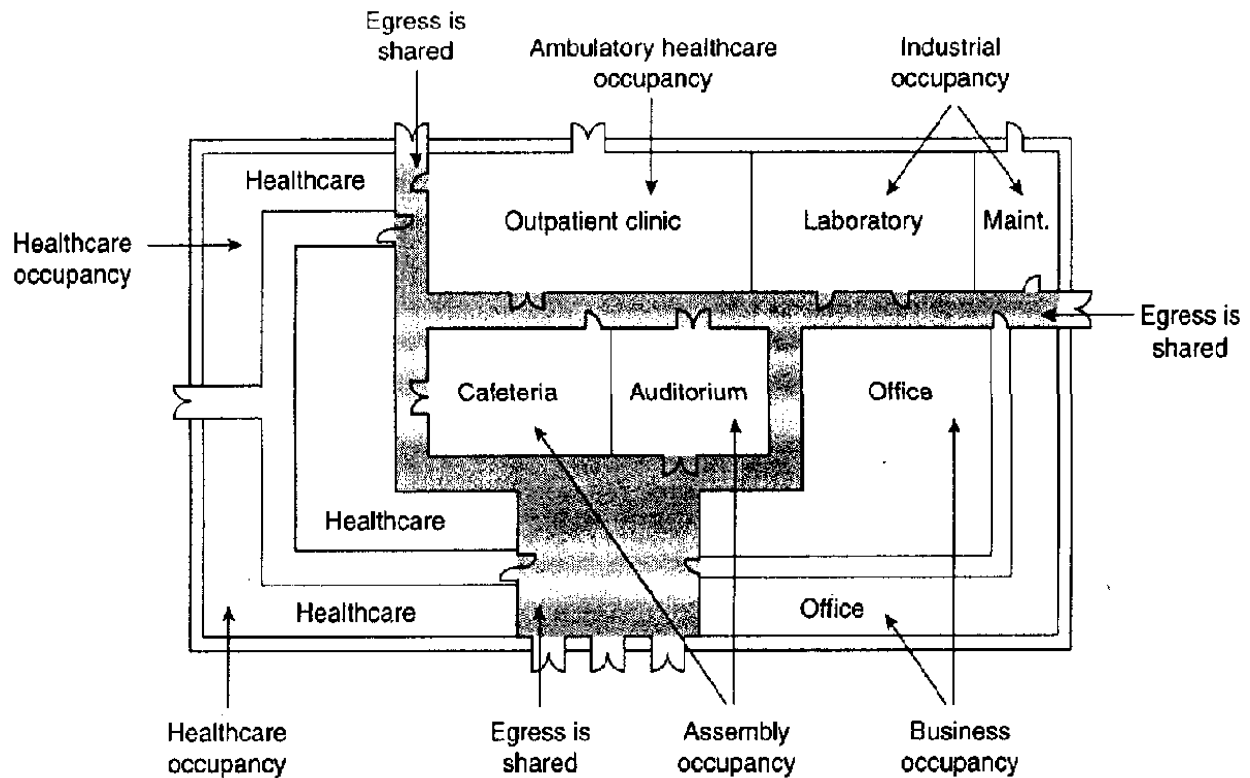 Egress is
shared
Ambulatory healthcare
occupancy
Industrial
occupancy
Healthcare
Outpatient clinic
Laboratory
Maint.
Healthcare
occupancy
Egress is
shared
Cafeteria
Auditorium
Office
Healthcare
Healthcare
Office
Healthcare
occupancy
Egress is
shared
Assembly
occupancy
Business
occupancy